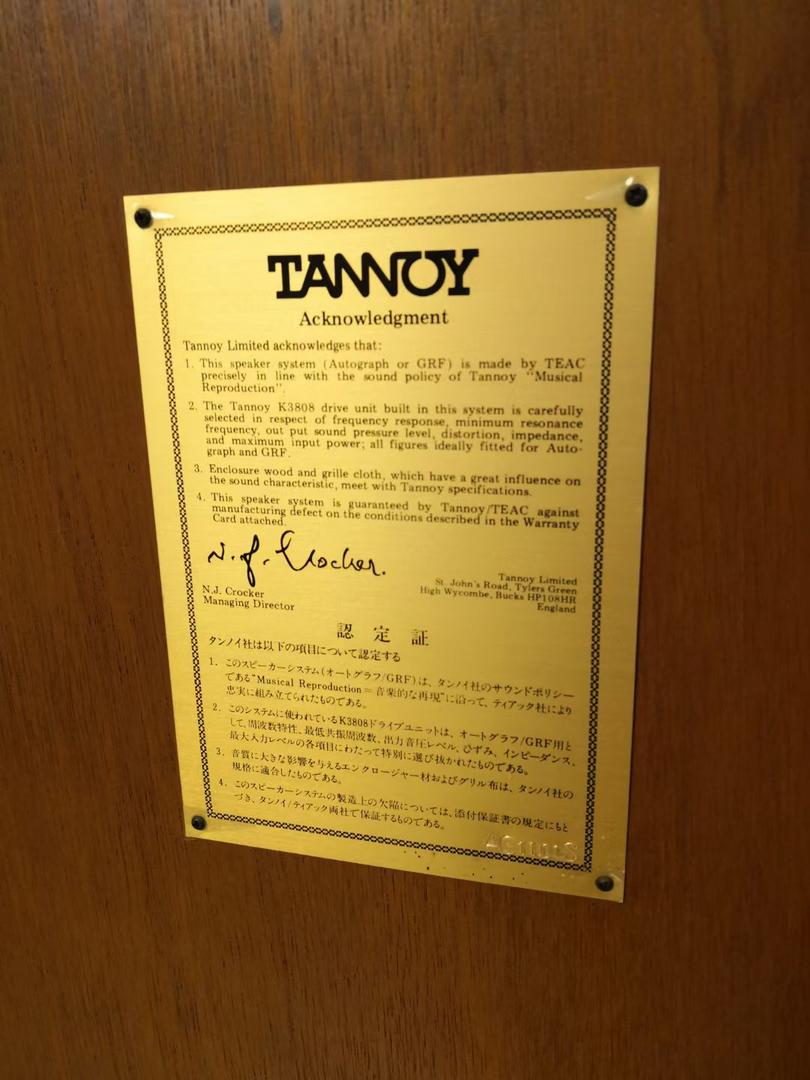 TANNOY
Acknowledgment
Tannoy Limited acknowledges that:
1. This speaker system (Autograph or GRF) is made by TEAC
precisely in line with the sound policy of Tannoy "Musical
Reproduction".
2. The Tannoy K3808 drive unit built in this system is carefully
selected in respect of frequency response, minimum resonance
frequency, out put sound pressure level, distortion, impedance,
and maximum input power; all figures ideally fitted for Auto-
graph and GRF.
3. Enclosure wood and grille cloth, which have a great influence on
the sound characteristic, meet with Tannoy specifications.
4. This speaker system is guaranteed by Tannoy/TEAC against
manufacturing defect on the conditions described in the Warranty
Card attached.
N. J. Crocker.
N.J. Crocker
Managing Director
Tannoy Limited
St. John's Road, Tylers Green
High Wycombe, Bucks HP108HR
England
認定証
タンノイ社は以下の項目について認定する
1. このスピーカーシステム(オートグラフ/GRF)は、タンノイ社のサウンドポリシー
である"Musical Reproduction=音楽的な再現"に沿って、ティアック社により
忠実に組み立てられたものである。
2. このシステムに使われているK3808ドライブユニットは、オートグラフ/GRF用と
して、周波数特性、最低共振周波数、出力音圧レベル、ひずみ、インピーダンス、
最大入力レベルの各項目にわたって特別に選び抜かれたものである。
3. 音質に大きな影響を与えるエンクロージャー材およびグリル布は、タンノイ社の
規格に適合したものである。
4. このスピーカーシステムの製造上の欠陥については、添付保証書の規定にもと
づき、タンノイ/ティアック両社で保証するものである。